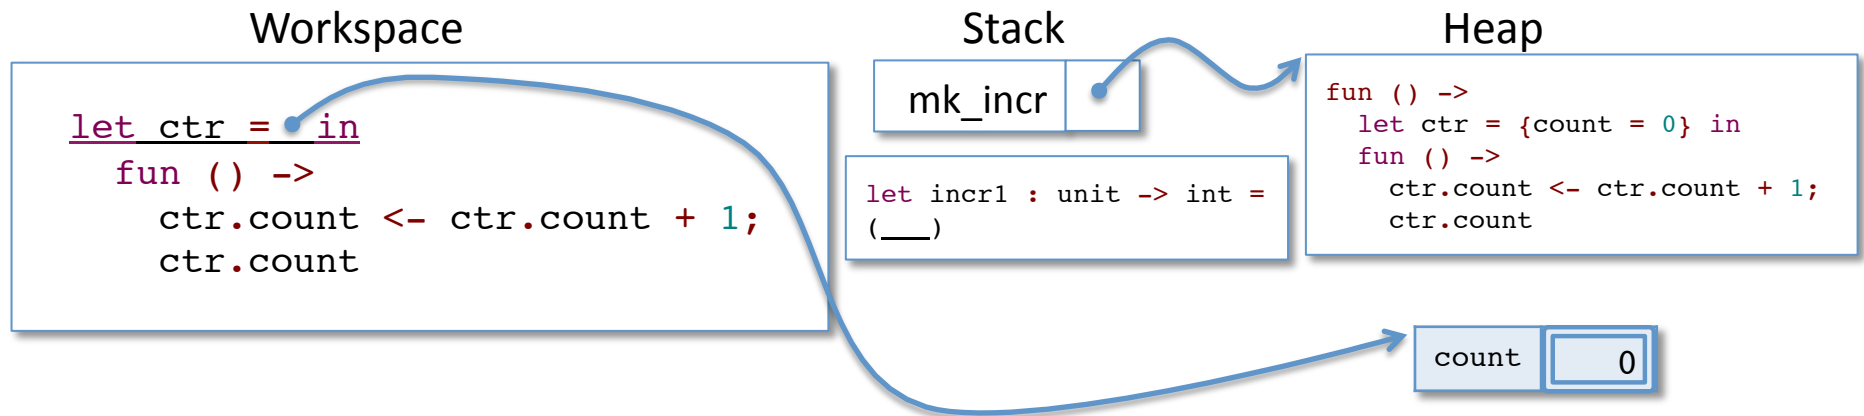 Workspace
let ctr = in
fun () ->
ctr.count <- ctr.count + 1;
ctr.count
Stack
mk_incr
let incr1 : unit -> int =
(___)
Heap
fun () ->
let ctr = {count = 0} in
fun () ->
ctr.count <- ctr.count + 1;
ctr.count
count 0